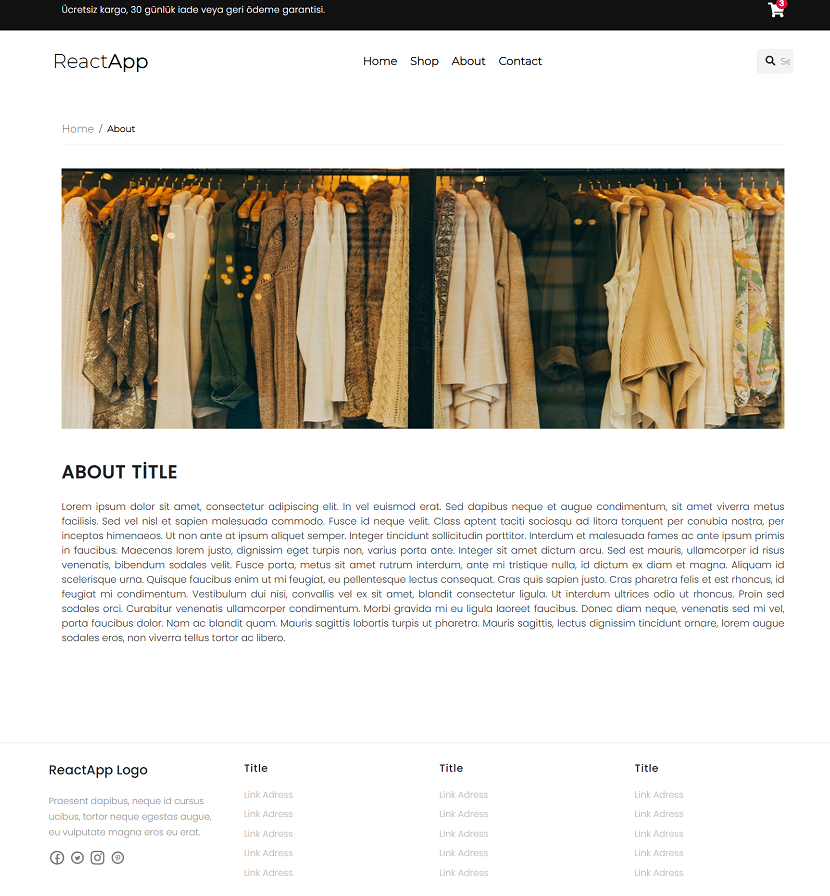 Ücretsiz kargo, 30 günlük iade veya geri ödeme garantisi.
3
ReactApp
Home Shop About Contact
Home / About
ABOUT TİTLE
Lorem ipsum dolor sit amet, consectetur adipiscing elit. In vel euismod erat. Sed dapibus neque et augue condimentum, sit amet viverra metus
facilisis. Sed vel nisl et sapien malesuada commodo. Fusce id neque velit. Class aptent taciti sociosqu ad litora torquent per conubia nostra, per
inceptos himenaeos. Ut non ante at ipsum aliquet semper. Integer tincidunt sollicitudin porttitor. Interdum et malesuada fames ac ante ipsum primis
in faucibus. Maecenas lorem justo, dignissim eget turpis non, varius porta ante. Integer sit amet dictum arcu. Sed est mauris, ullamcorper id risus
venenatis, bibendum sodales velit. Fusce porta, metus sit amet rutrum interdum, ante mi tristique nulla, id dictum ex diam et magna. Aliquam id
scelerisque urna. Quisque faucibus enim ut mi feugiat, eu pellentesque lectus consequat. Cras quis sapien justo. Cras pharetra felis et est rhoncus, id
feugiat mi condimentum. Vestibulum dui nisi, convallis vel ex sit amet, blandit consectetur ligula. Ut interdum ultrices odio ut rhoncus. Proin sed
sodales orci. Curabitur venenatis ullamcorper condimentum. Morbi gravida mi eu ligula laoreet faucibus. Donec diam neque, venenatis sed mi vel,
porta faucibus dolor. Nam ac blandit quam. Mauris sagittis lobortis turpis ut pharetra. Mauris sagittis, lectus dignissim tincidunt ornare, lorem augue
sodales eros, non viverra tellus tortor ac libero.
ReactApp Logo
Praesent dapibus, neque id cursus
ucibus, tortor neque egestas augue,
eu vulputate magna eros eu erat.
Title
Link Adress
Link Adress
Link Adress
Link Adress
Link Adress
Title
Link Adress
Link Adress
Link Adress
Link Adress
Link Adress
Title
Link Adress
Link Adress
Link Adress
Link Adress
Link Adress